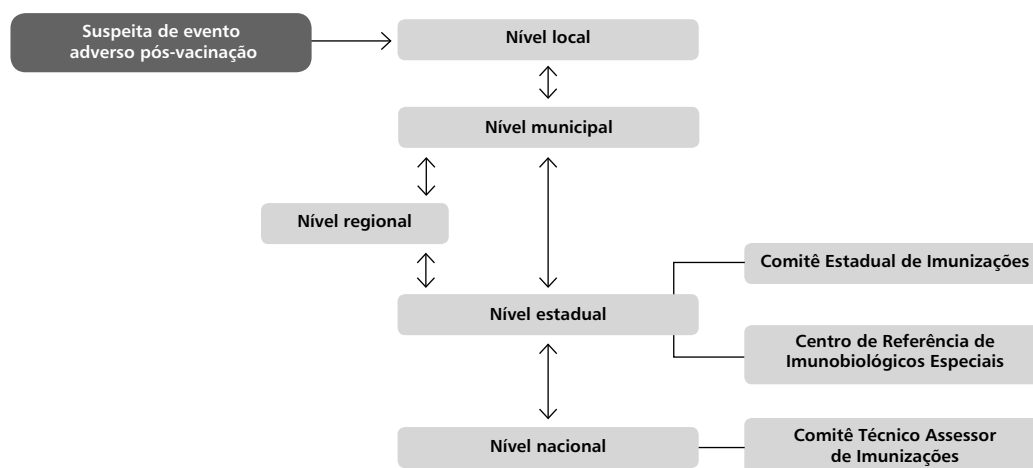 Suspeita de evento
adverso pós-vacinação
Nível local
Nível municipal
Nível regional
Nível estadual
Comitê Estadual de Imunizações
Centro de Referência de
Imunobiológicos Especiais
Nível nacional
Comitê Técnico Assessor
de Imunizações